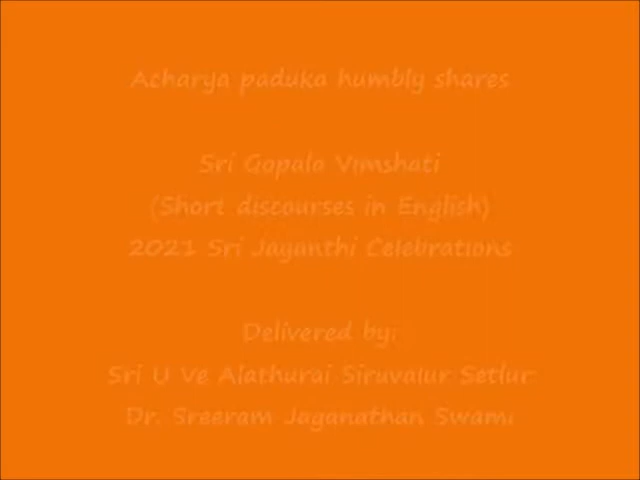 Acharya paduka humbly shares
Sri Gopala Vimshati
(Short discourses in English)
2021 Sri Jayanthi Celebrations
Delivered by:
Sri U Ve Alathurai Siruvalur Setlur
Dr. Sreeram Jaganathan Swami